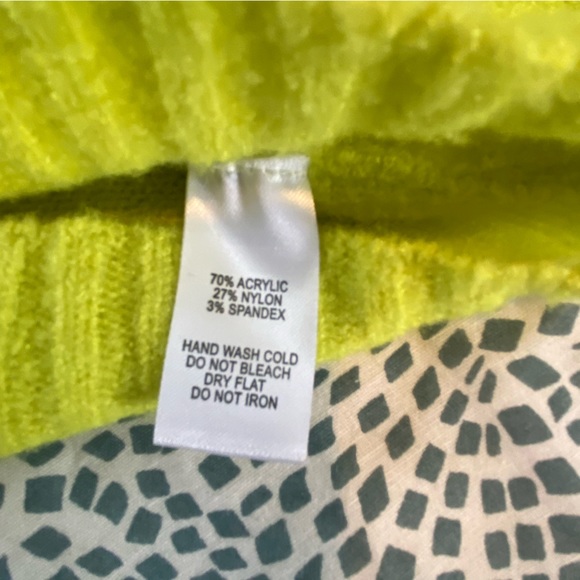 70% ACRYLIC
27% NYLON
3% SPANDEX
HAND WASH COLD
DO NOT BLEACH
DRY FLAT
DO NOT IRON